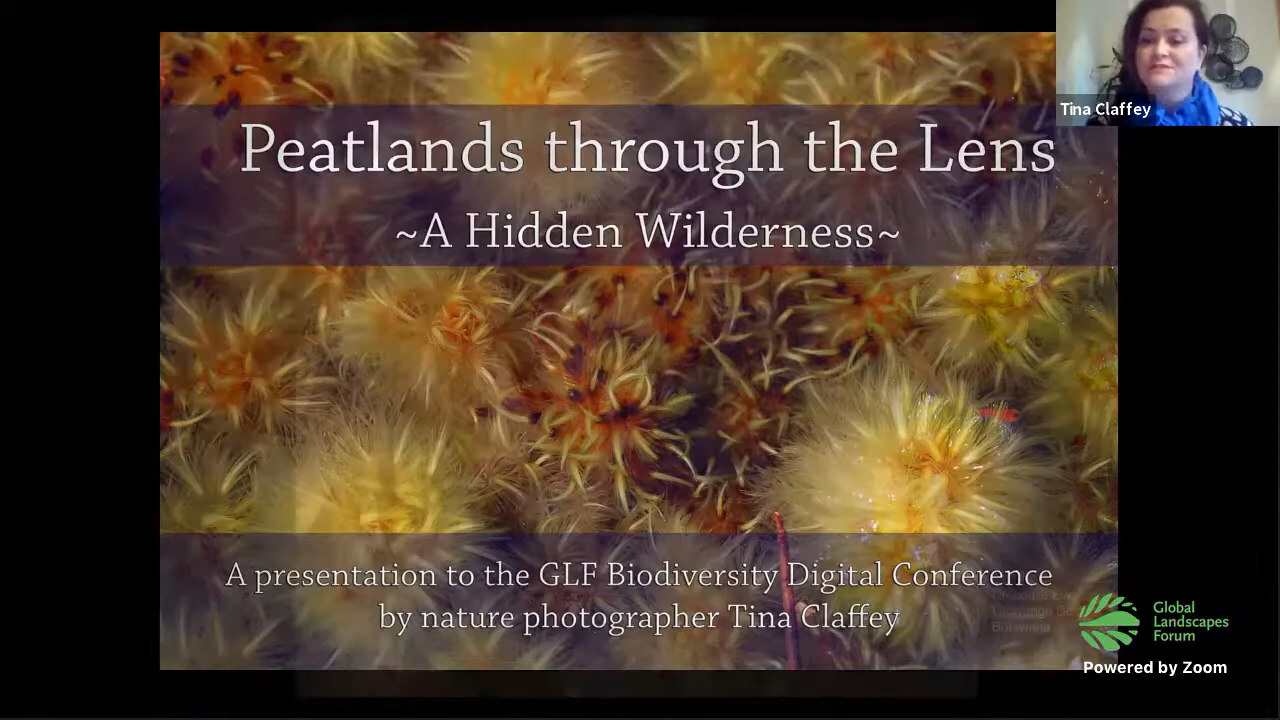 Peatlands through the Lens
~A Hidden Wilderness~
A presentation to the GLF Biodiversity Digital Conference
by nature photographer Tina Claffey
Tina Claffey
Global
Landscapes
Forum
Powered by Zoom